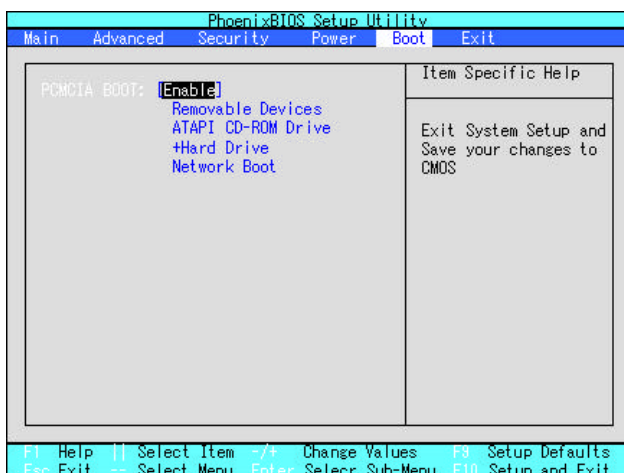 PhoenixBIOS Setup Utility
Main Advanced Security Power Boot Exit
Item Specific Help
PCMCIA BOOT: [Enable]
Removable Devices
ATAPI CD-ROM Drive
+Hard Drive
Network Boot
Exit System Setup and
Save your changes to
CMOS
F1 Help || Select Item -/+ Change Values F9 Setup Defaults
Esc Exit -- Select Menu Enter Selecr Sub-Menu F10 Setup and Exit